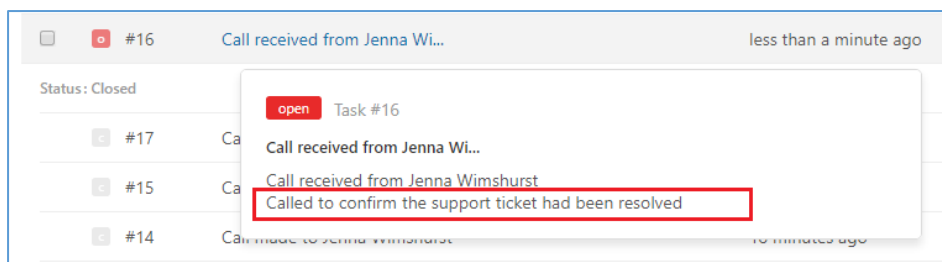 o #16 Call received from Jenna Wi... less than a minute ago
Status: Closed
open Task #16
c #17 Ca
Call received from Jenna Wi...
Call received from Jenna Wimshurst
c #15 Ca
Called to confirm the support ticket had been resolved
c #14 Call made to Jenna Wimshurst 10 minutes ago